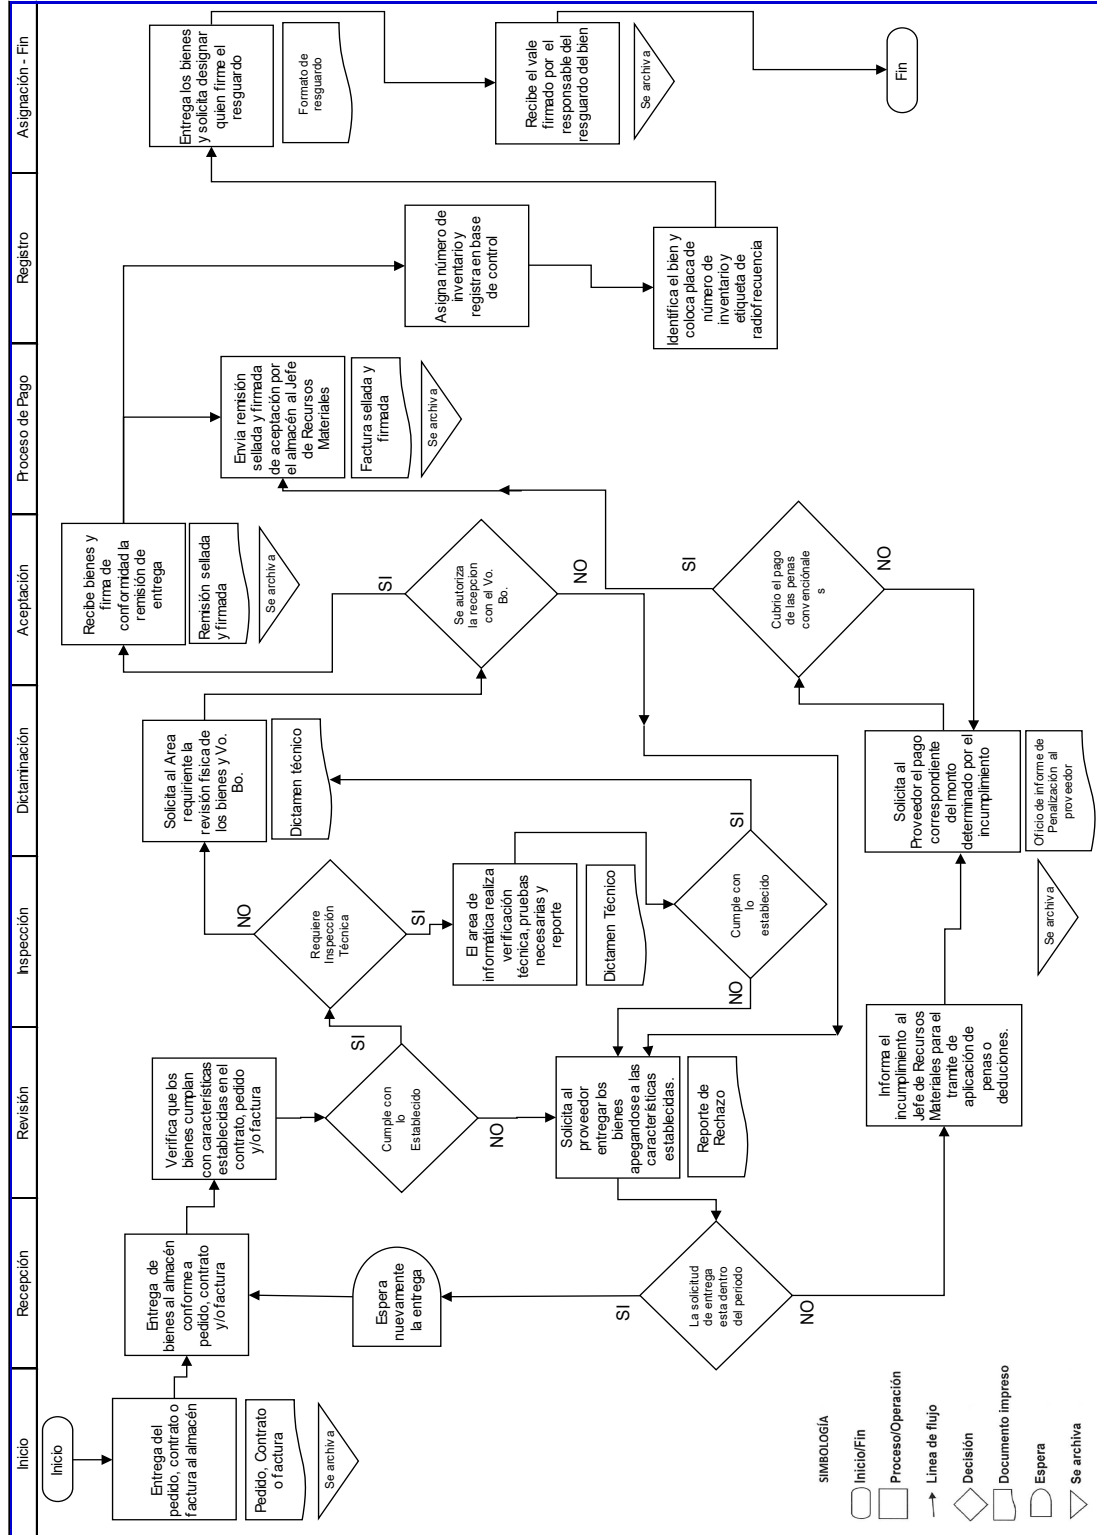 Inicio
Recepción
Revisión
Inspección
Dictaminación
Aceptación
Proceso de Pago
Registro
Asignación - Fin
Inicio
Entrega del
pedido, contrato o
factura al almacén
Pedido, Contrato
o factura
Se archiva
Entrega de
bienes al almacén
conforme a
pedido, contrato
y/o factura
Espera
nuevamente
la entrega
SI
La solicitud
de entrega
esta dentro
del periodo
NO
Verifica que los
bienes cumplan
con características
establecidas en el
contrato, pedido
y/o factura
SI
Cumple con
lo
Establecido
NO
Solicita al
proveedor
entregar los
bienes
apegandose a las
características
establecidas.
Reporte de
Rechazo
Informa el
incumplimiento al
Jefe de Recursos
Materiales para el
tramite de
aplicación de
penas o
deduciones.
NO
Requiere
Inspección
Técnica
SI
El area de
informática realiza
verificación
técnica, pruebas
necesarias y
reporte
Dictamen Técnico
NO
Cumple con
lo
establecido
SI
Se archiva
Solicita al Area
requiriente la
revisión física de
los bienes y Vo.
Bo.
Dictamen técnico
Solicita al
Proveedor el pago
correspondiente
del monto
determinado por el
incumplimiento
Oficio de informe de
Penalización al
proveedor
Recibe bienes y
firma de
conformidad la
remisión de
entrega
Remisión sellada
y firmada
Se archiva
SI
Se autoriza
la recepcion
con el Vo.
Bo.
NO
SI
Cubrio el pago
de las penas
convenciónale
s
NO
Envía remisión
sellada y firmada
de aceptación por
el almacén al Jefe
de Recursos
Materiales
Factura sellada y
firmada
Se archiva
Asigna número de
inventario y
registra en base
de control
Identifica el bien y
coloca placa de
número de
inventario y
etiqueta de
radiofrecuencia
Entrega los bienes
y solicita designar
quien firme el
resguardo
Formato de
resguardo
Recibe el vale
firmado por el
responsable del
resguardo del bien
Se archiva
Fin
SIMBOLOGÍA
Inicio/Fin
Proceso/Operación
Linea de flujo
Decisión
Documento impreso
Espera
Se archiva